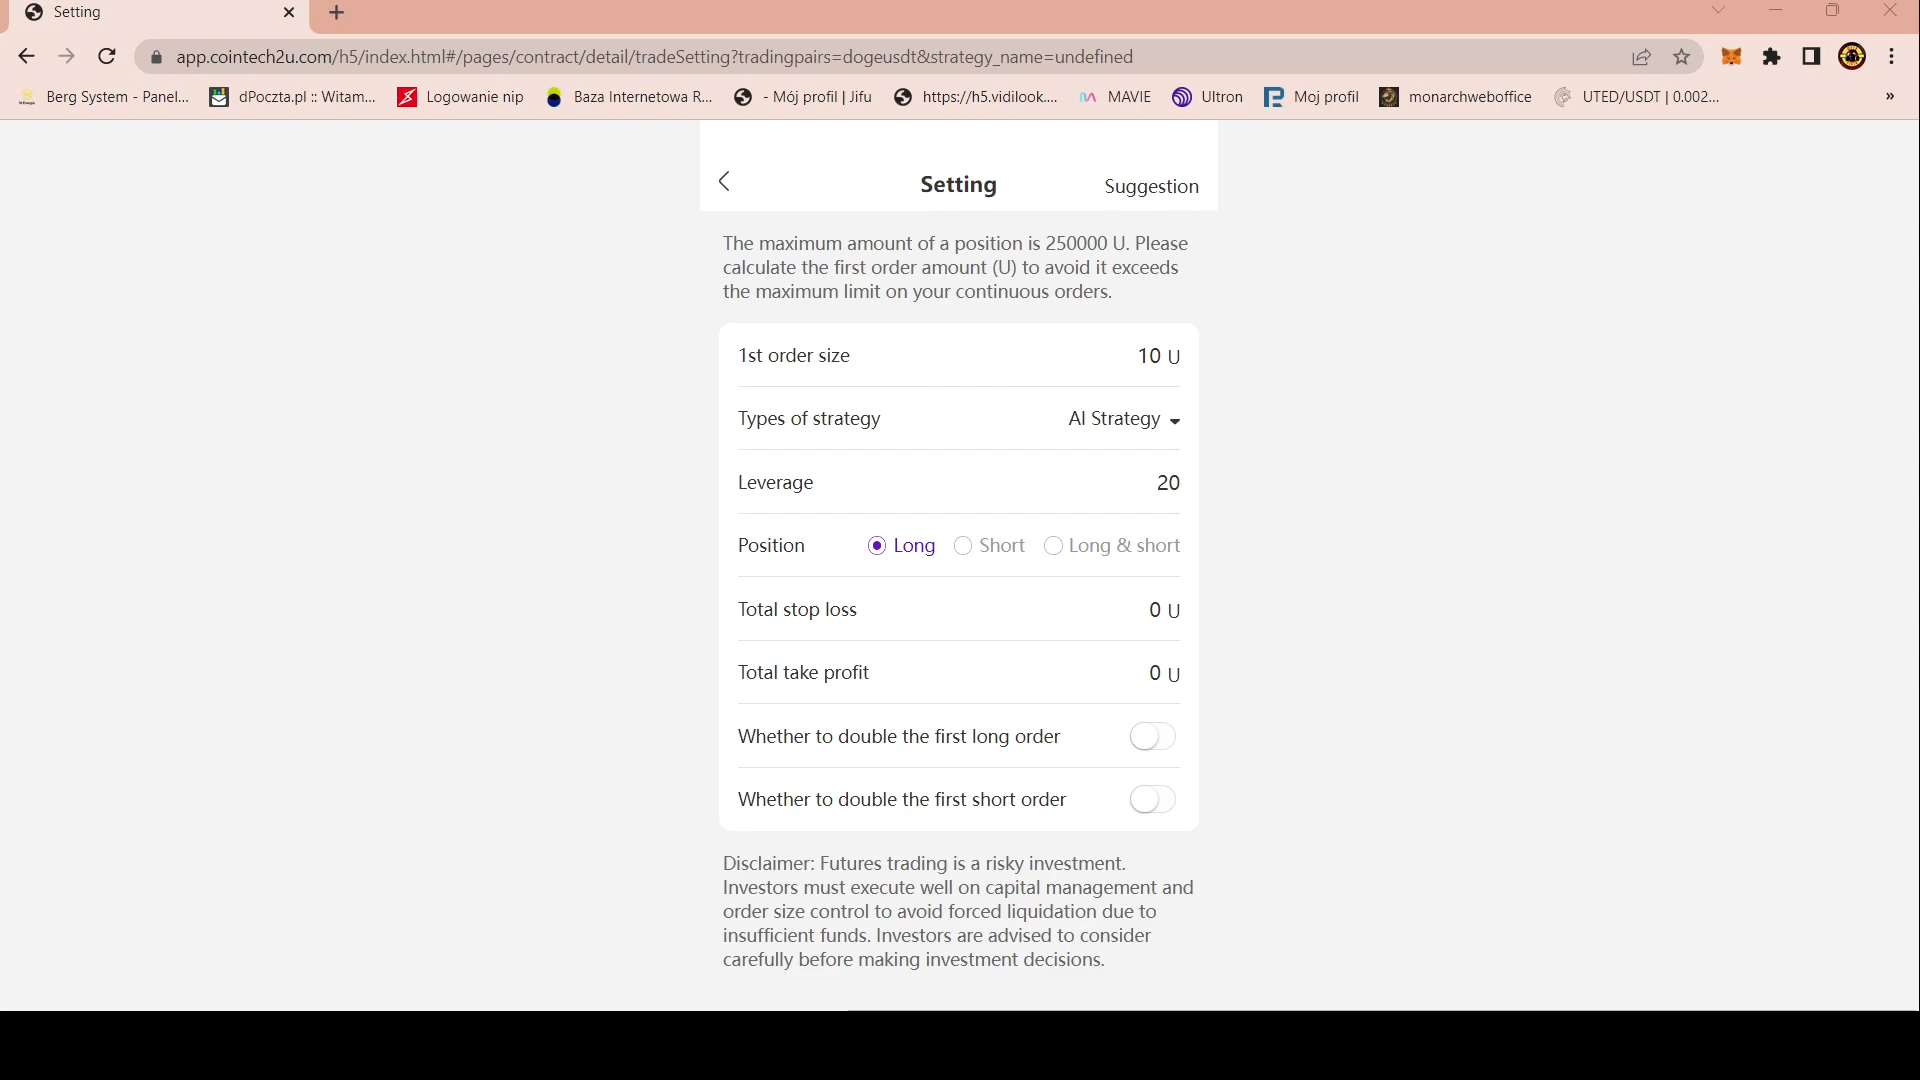 Setting
app.cointech2u.com/h5/index.html#/pages/contract/detail/tradeSetting?tradingpairs=dogeusdt&strategy_name=undefined
Berg System - Panel... dPoczta.pl :: Witam... Logowanie nip Baza Internetowa R... - Mój profil | Jifu https://h5.vidilook.... MAVIE Ultron Moj profil monarchweboffice UTED/USDT | 0.002... »
Setting Suggestion
The maximum amount of a position is 250000 U. Please
calculate the first order amount (U) to avoid it exceeds
the maximum limit on your continuous orders.
1st order size 10 U
Types of strategy AI Strategy
Leverage 20
Position Long Short Long & short
Total stop loss 0 U
Total take profit 0 U
Whether to double the first long order
Whether to double the first short order
Disclaimer: Futures trading is a risky investment.
Investors must execute well on capital management and
order size control to avoid forced liquidation due to
insufficient funds. Investors are advised to consider
carefully before making investment decisions.